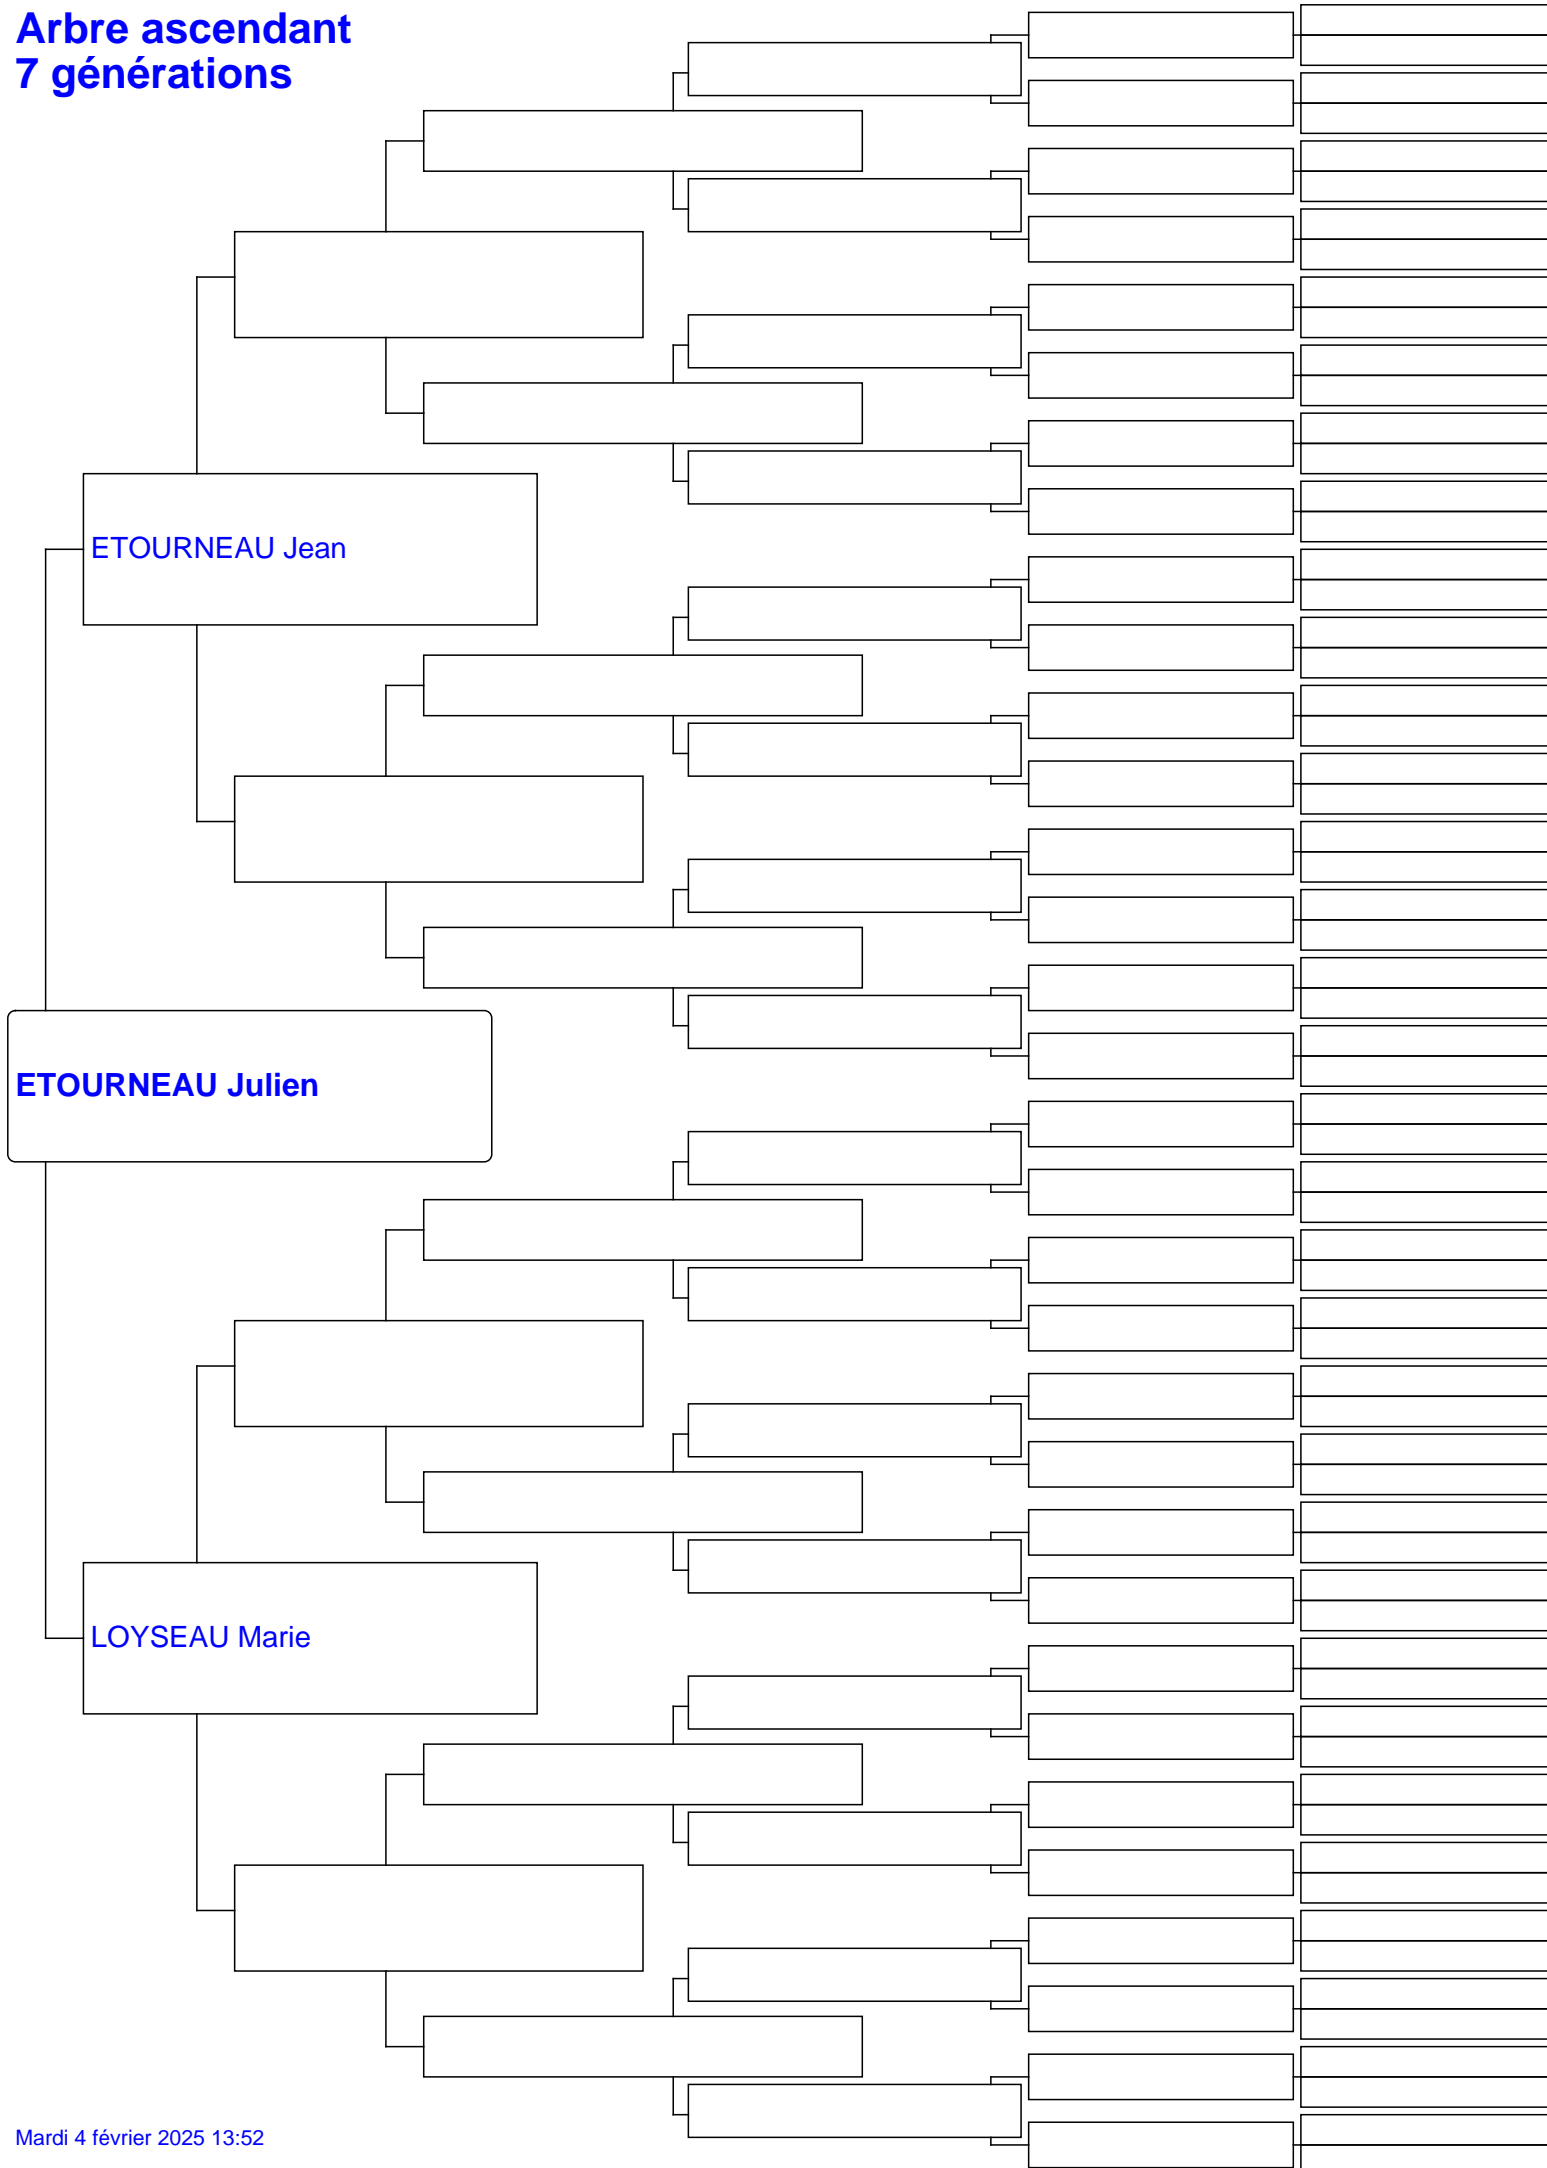 Arbre ascendant
7 générations
ETOURNEAU Jean
ETOURNEAU Julien
LOYSEAU Marie
Mardi 4 février 2025 13:52